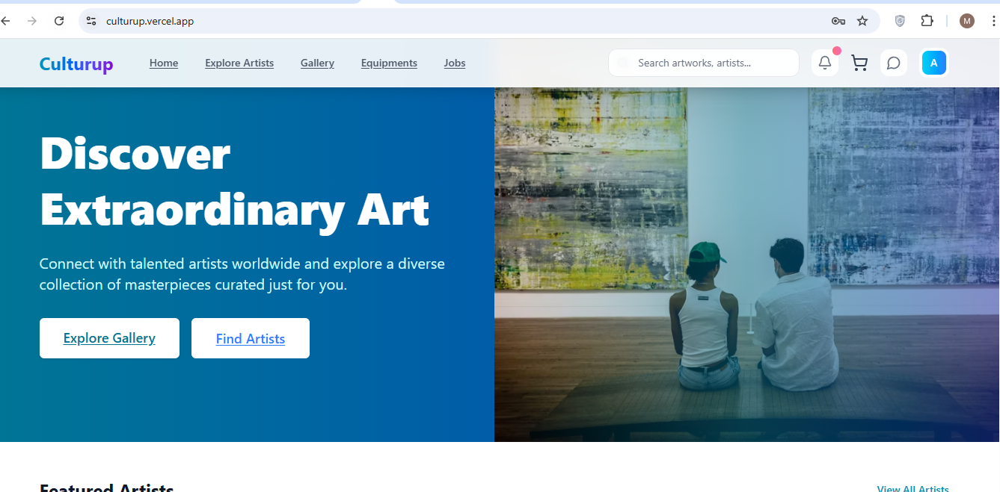 culturup.vercel.app
M
Culturup
Home Explore Artists Gallery Equipments Jobs
Search artworks, artists...
A
Discover
Extraordinary Art
Connect with talented artists worldwide and explore a diverse
collection of masterpieces curated just for you.
Explore Gallery Find Artists
Featured Artists View All Artists